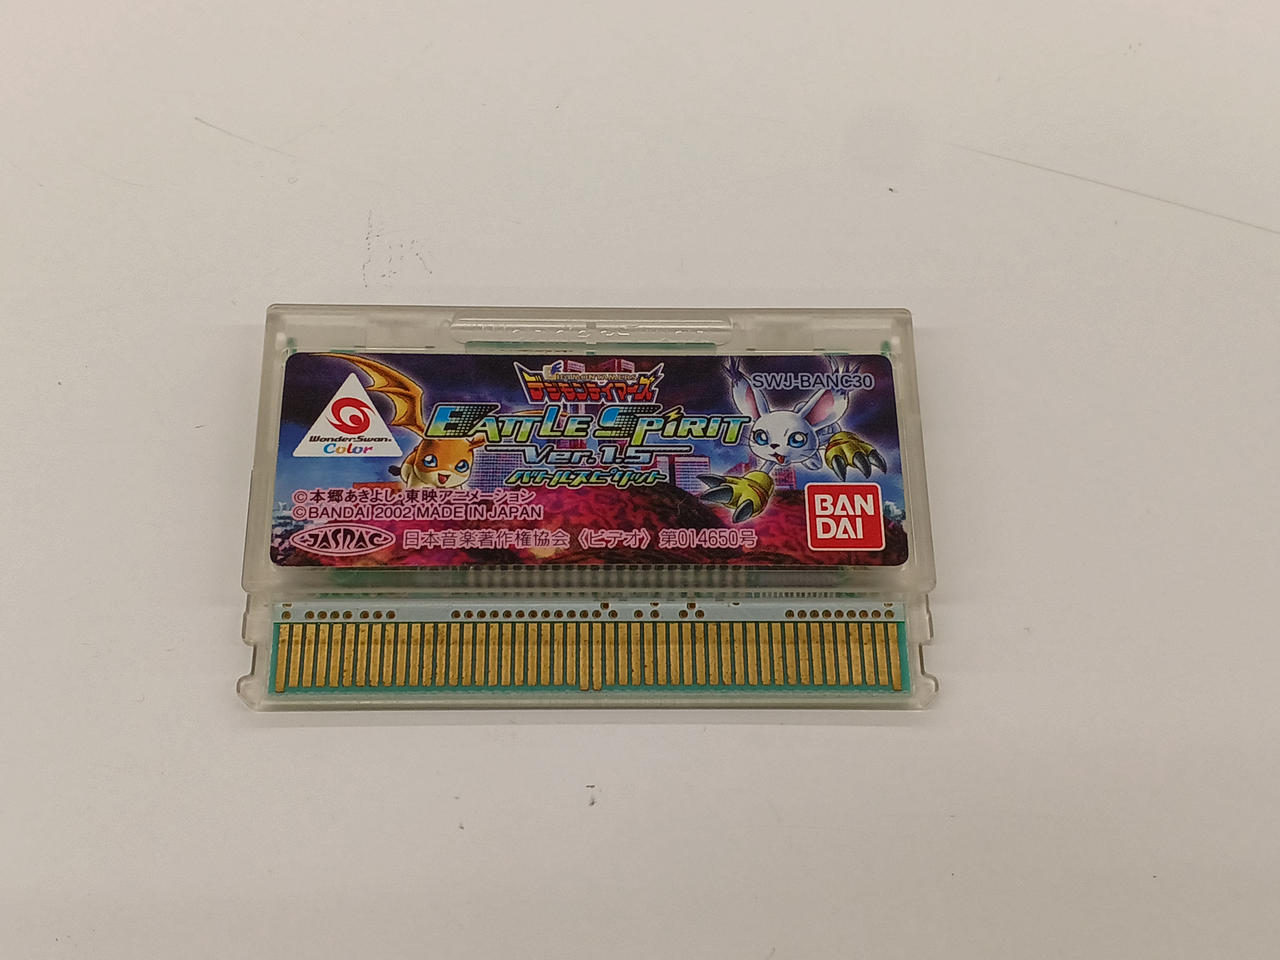 SWJ-BANC30
デジモンテイマーズ
BATTLE SPIRIT
Ver.1.5
バトルスピリット
WonderSwan
Color
©本郷あきよし・東映アニメーション
©BANDAI 2002 MADE IN JAPAN
JASRAC
日本音楽著作権協会〈ビデオ〉第014650号
BAN
DAI